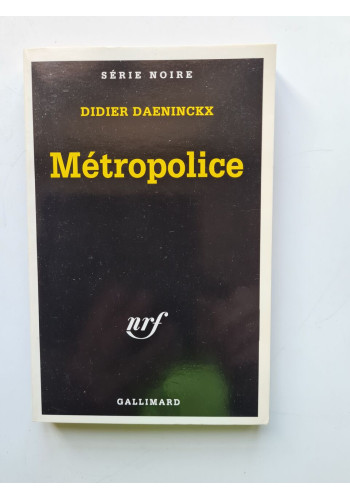 SÉRIE NOIRE
DIDIER DAENINCKX
Métropolice
nrf
GALLIMARD